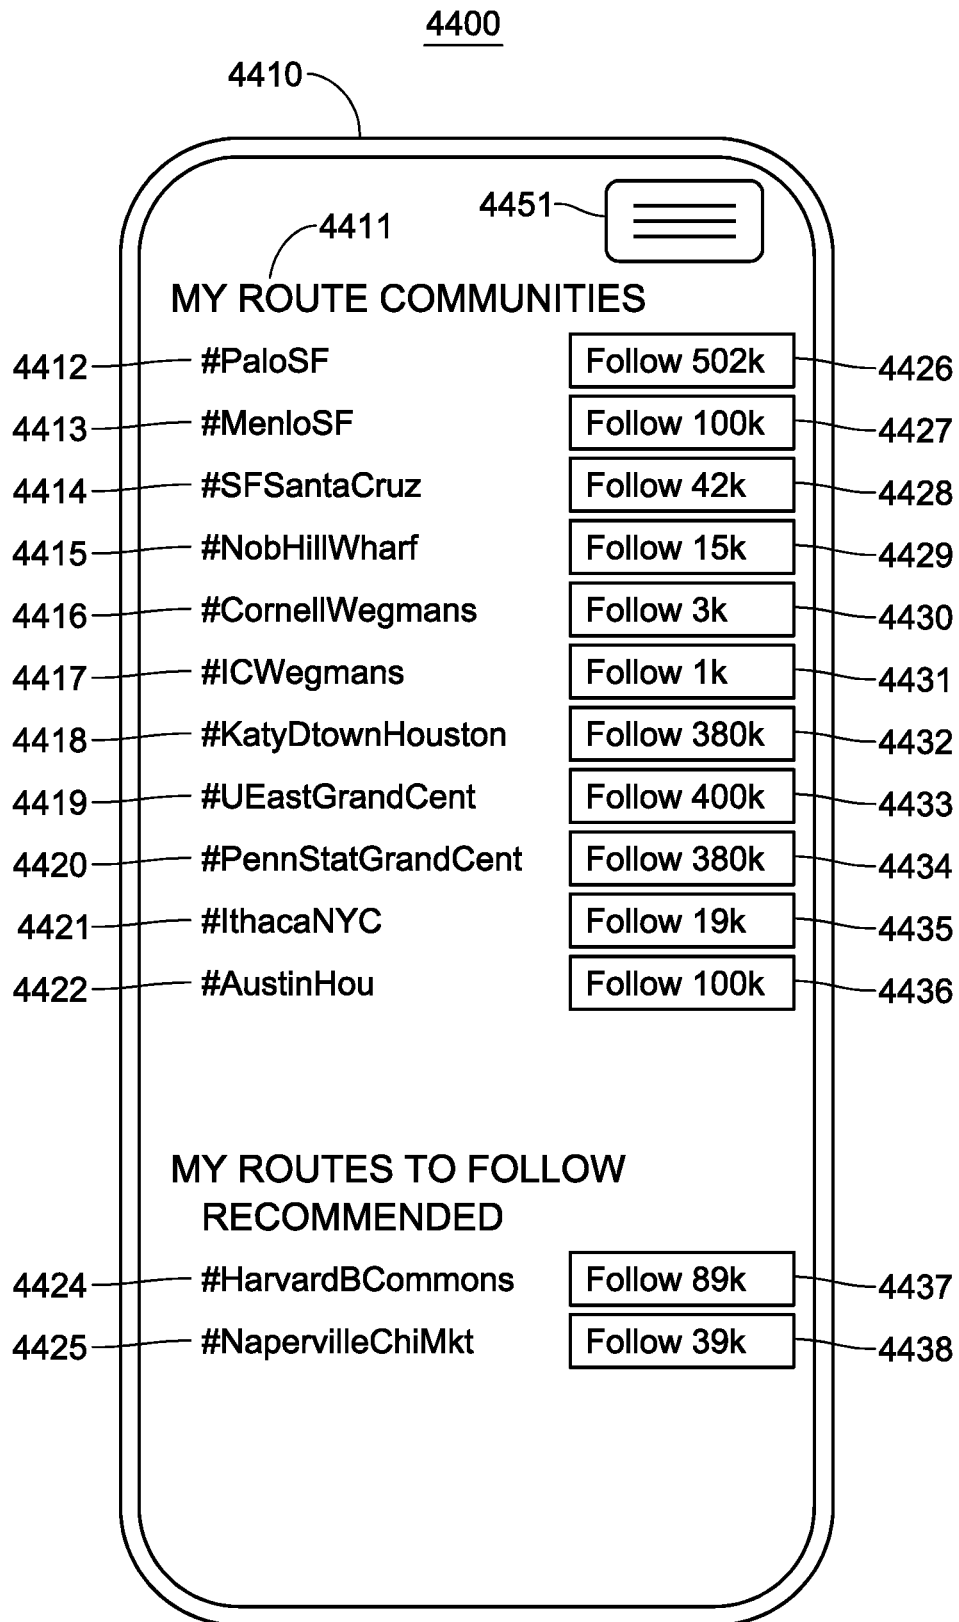 4400
4410
4451
4411
MY ROUTE COMMUNITIES
4412 #PaloSF Follow 502k 4426
4413 #MenloSF Follow 100k 4427
4414 #SFSantaCruz Follow 42k 4428
4415 #NobHillWharf Follow 15k 4429
4416 #CornellWegmans Follow 3k 4430
4417 #ICWegmans Follow 1k 4431
4418 #KatyDtownHouston Follow 380k 4432
4419 #UEastGrandCent Follow 400k 4433
4420 #PennStatGrandCent Follow 380k 4434
4421 #IthacaNYC Follow 19k 4435
4422 #AustinHou Follow 100k 4436
MY ROUTES TO FOLLOW
RECOMMENDED
4424 #HarvardBCommons Follow 89k 4437
4425 #NapervilleChiMkt Follow 39k 4438